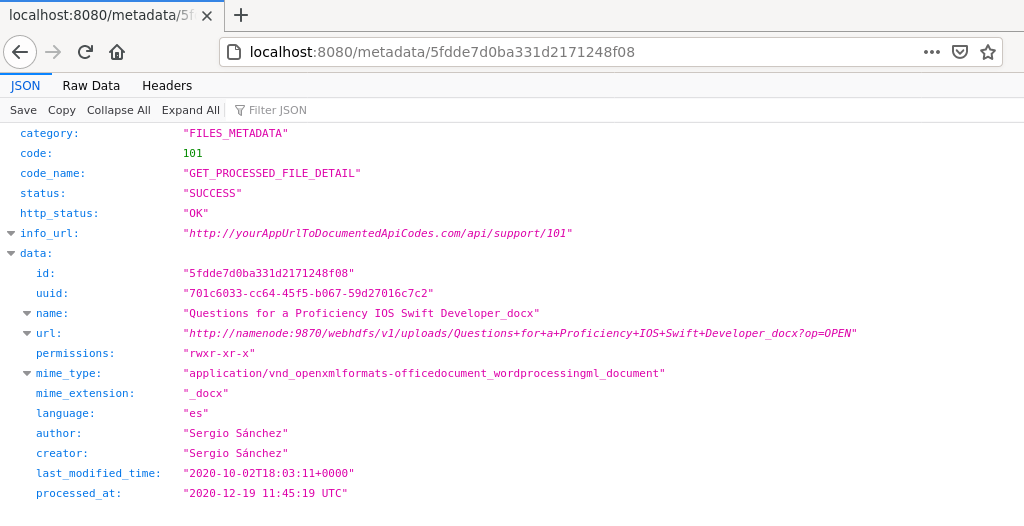 localhost:8080/metadata/5f
localhost:8080/metadata/5fdde7d0ba331d2171248f08
JSON Raw Data Headers
Save Copy Collapse All Expand All Filter JSON
category: "FILES_METADATA"
code: 101
code_name: "GET_PROCESSED_FILE_DETAIL"
status: "SUCCESS"
http_status: "OK"
info_url: "http://yourAppUrlToDocumentedApiCodes.com/api/support/101"
data:
id: "5fdde7d0ba331d2171248f08"
uuid: "701c6033-cc64-45f5-b067-59d27016c7c2"
name: "Questions for a Proficiency IOS Swift Developer_docx"
url: "http://namenode:9870/webhdfs/v1/uploads/Questions+for+a+Proficiency+IOS+Swift+Developer_docx?op=OPEN"
permissions: "rwxr-xr-x"
mime_type: "application/vnd_openxmlformats-officedocument_wordprocessingml_document"
mime_extension: "_docx"
language: "es"
author: "Sergio Sánchez"
creator: "Sergio Sánchez"
last_modified_time: "2020-10-02T18:03:11+0000"
processed_at: "2020-12-19 11:45:19 UTC"